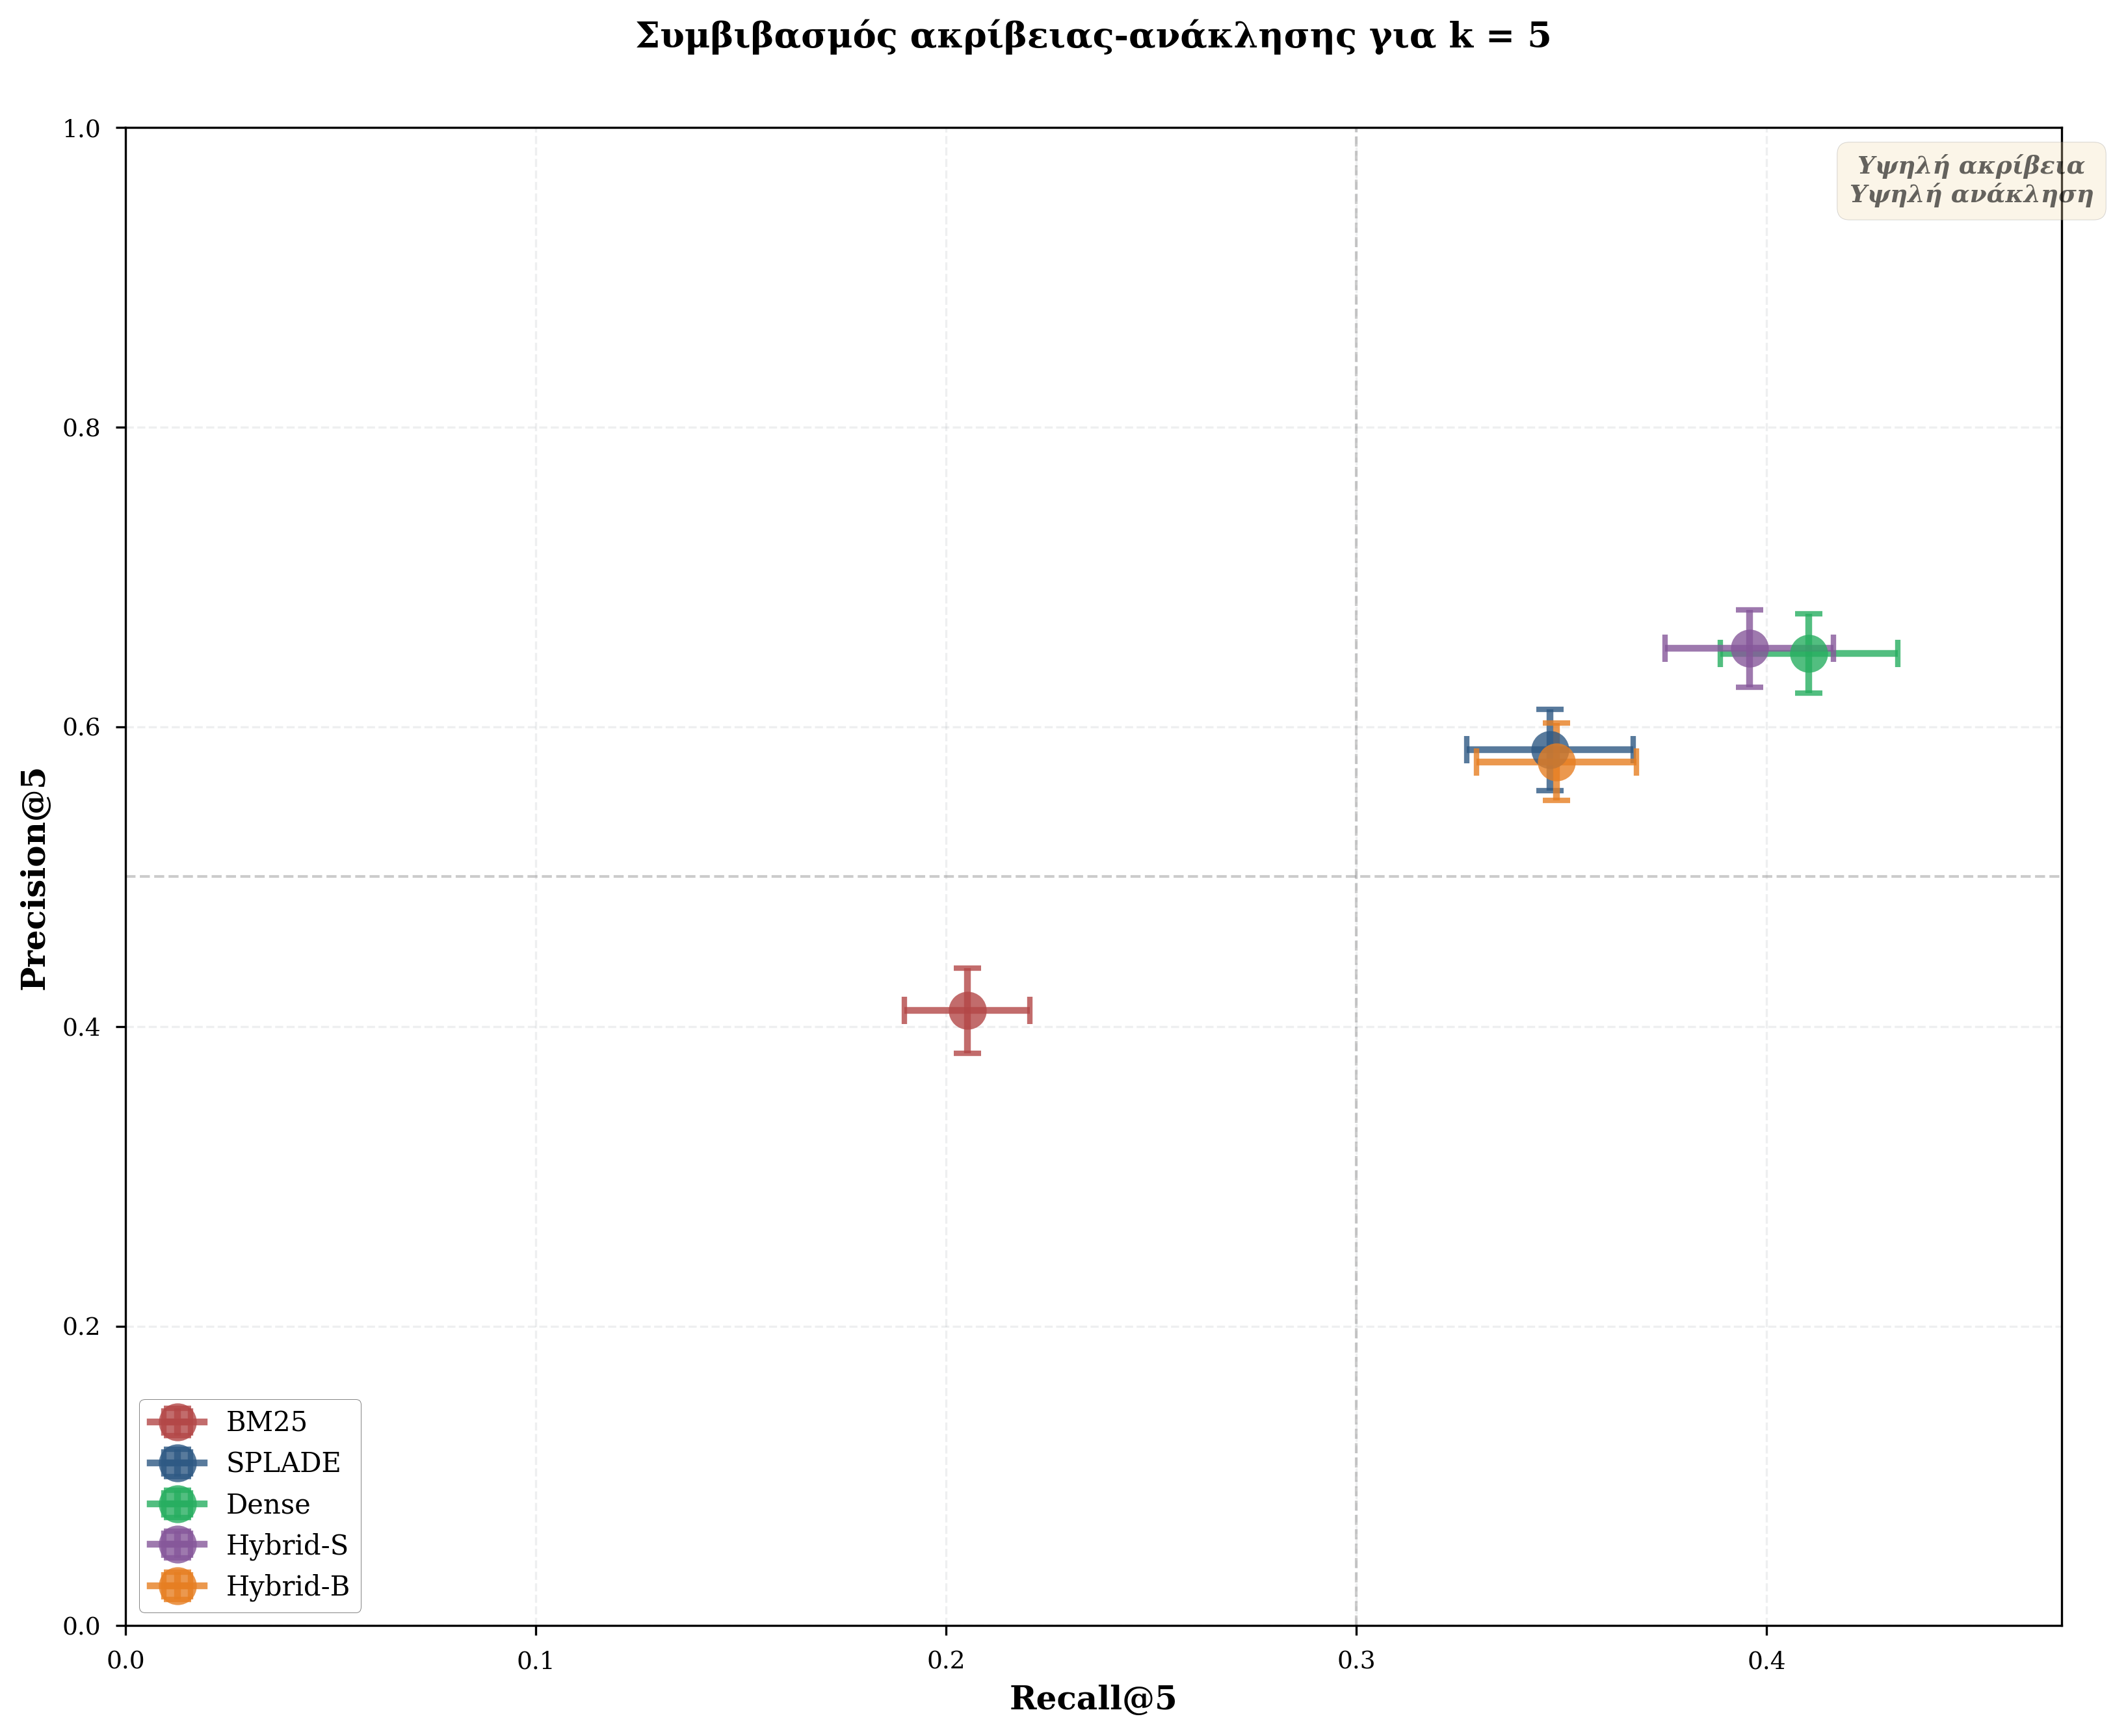 Συμβιβασμός ακρίβειας-ανάκλησης για k = 5
Υψηλή ακρίβεια
Υψηλή ανάκληση
1.0
0.8
0.6
0.4
0.2
0.0
Precision@5
BM25
SPLADE
Dense
Hybrid-S
Hybrid-B
0.0
0.1
0.2
0.3
0.4
Recall@5